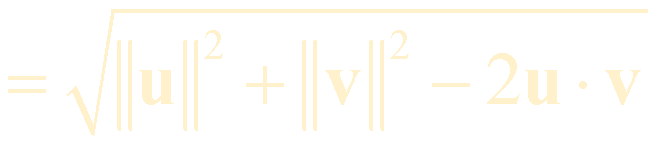 = √(‖u‖² + ‖v‖² − 2u · v)